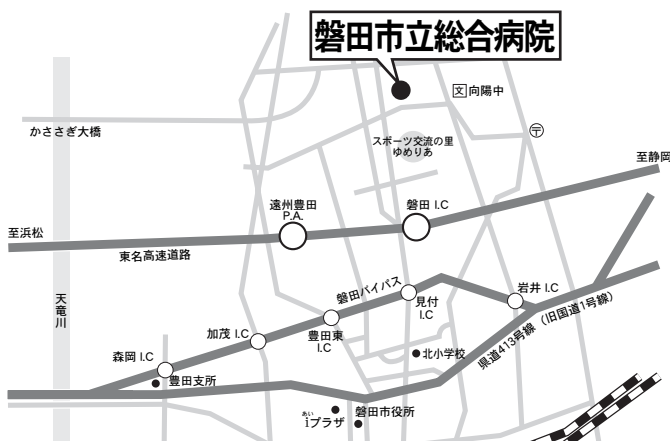 磐田市立総合病院
文 向陽中
かささぎ大橋
スポーツ交流の里
ゆめりあ
〒
至静岡
遠州豊田
P.A.
磐田 I.C
至浜松
東名高速道路
天竜川
磐田バイパス
岩井 I.C
見付
I.C
加茂 I.C
豊田東
I.C
県道413号線（旧国道1号線）
森岡 I.C
北小学校
豊田支所
あい
iプラザ
磐田市役所